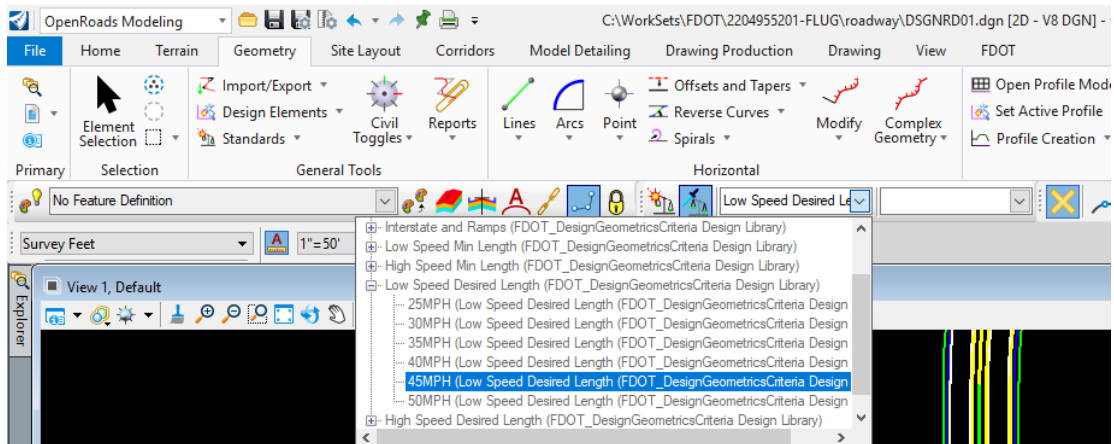 OpenRoads Modeling C:\WorkSets\FDOT\2204955201-FLUG\roadway\DSGNRD01.dgn [2D - V8 DGN] -
File Home Terrain Geometry Site Layout Corridors Model Detailing Drawing Production Drawing View FDOT
Import/Export Offsets and Tapers Open Profile Mode
Design Elements Reverse Curves Set Active Profile
Element Selection Standards Civil Toggles Reports Lines Arcs Point Spirals Modify Complex Geometry Profile Creation
Primary Selection General Tools Horizontal
No Feature Definition Low Speed Desired Le
Interstate and Ramps (FDOT_DesignGeometricsCriteria Design Library)
Survey Feet 1"=50'
Low Speed Min Length (FDOT_DesignGeometricsCriteria Design Library)
High Speed Min Length (FDOT_DesignGeometricsCriteria Design Library)
View 1, Default
Low Speed Desired Length (FDOT_DesignGeometricsCriteria Design Library)
25MPH (Low Speed Desired Length (FDOT_DesignGeometricsCriteria Design
30MPH (Low Speed Desired Length (FDOT_DesignGeometricsCriteria Design
35MPH (Low Speed Desired Length (FDOT_DesignGeometricsCriteria Design
40MPH (Low Speed Desired Length (FDOT_DesignGeometricsCriteria Design
45MPH (Low Speed Desired Length (FDOT_DesignGeometricsCriteria Design
50MPH (Low Speed Desired Length (FDOT_DesignGeometricsCriteria Design
High Speed Desired Length (FDOT_DesignGeometricsCriteria Design Library)
Explorer